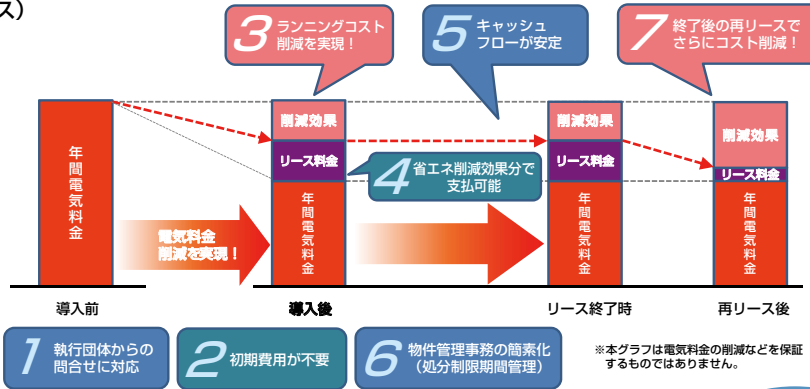 ス）
3 ランニングコスト
削減を実現！
5 キャッシュ
フローが安定
7 終了後の再リースで
さらにコスト削減！
年間電気料金
削減効果
リース料金
年間電気料金
4 省エネ削減効果分で
支払可能
削減効果
リース料金
年間電気料金
削減効果
リース料金
年間電気料金
電気料金
削減を実現！
導入前
導入後
リース終了時
再リース後
1 執行団体からの
問合せに対応
2 初期費用が不要
6 物件管理事務の簡素化
（処分制限期間管理）
※本グラフは電気料金の削減などを保証
するものではありません。